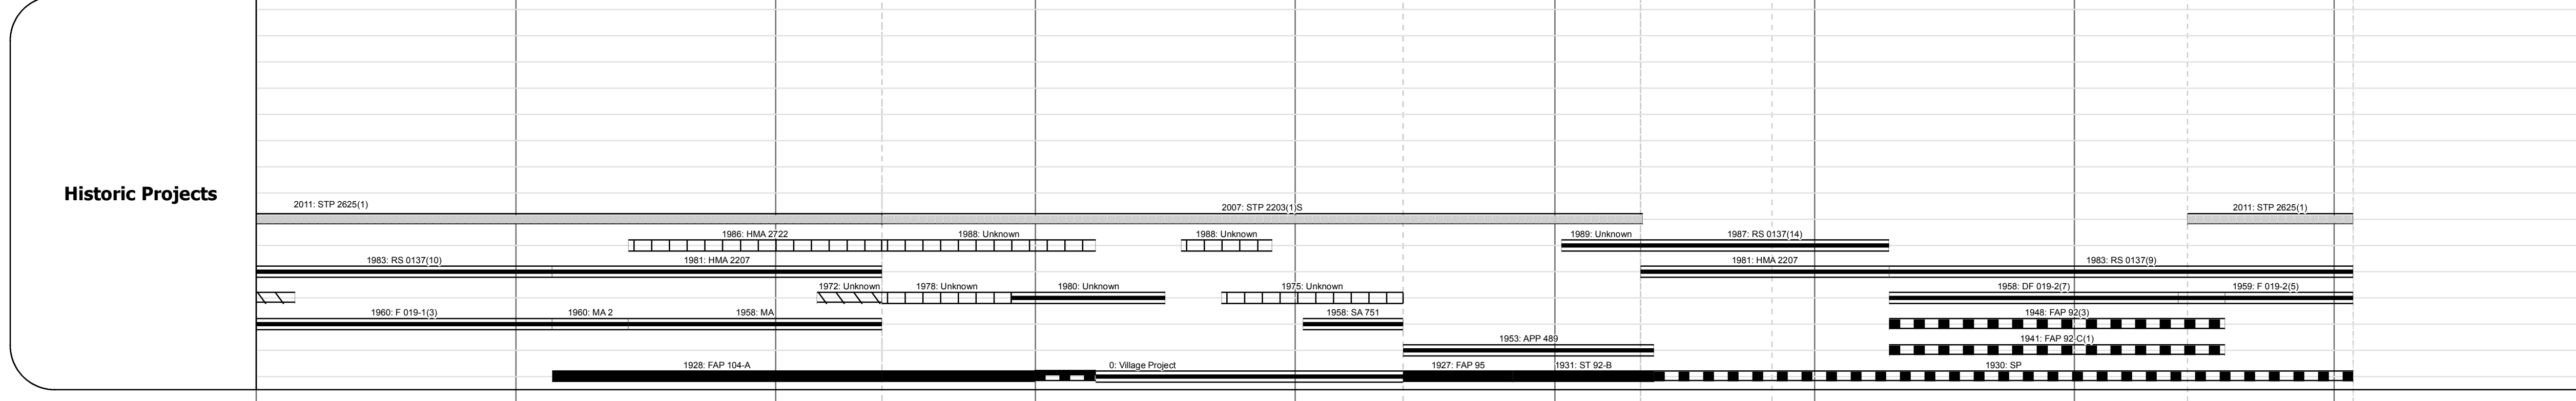 Historic Projects
2011: STP 2625(1)
2007: STP 2203(1)S
2011: STP 2625(1)
1986: HMA 2722
1988: Unknown
1988: Unknown
1989: Unknown
1987: RS 0137(14)
1983: RS 0137(10)
1981: HMA 2207
1981: HMA 2207
1983: RS 0137(9)
1972: Unknown
1978: Unknown
1980: Unknown
1975: Unknown
1958: DF 019-2(7)
1959: F 019-2(5)
1960: F 019-1(3)
1960: MA 2
1958: MA
1958: SA 751
1948: FAP 92(3)
1953: APP 489
1941: FAP 92-C(1)
1928: FAP 104-A
0: Village Project
1927: FAP 95
1931: ST 92-B
1930: SP